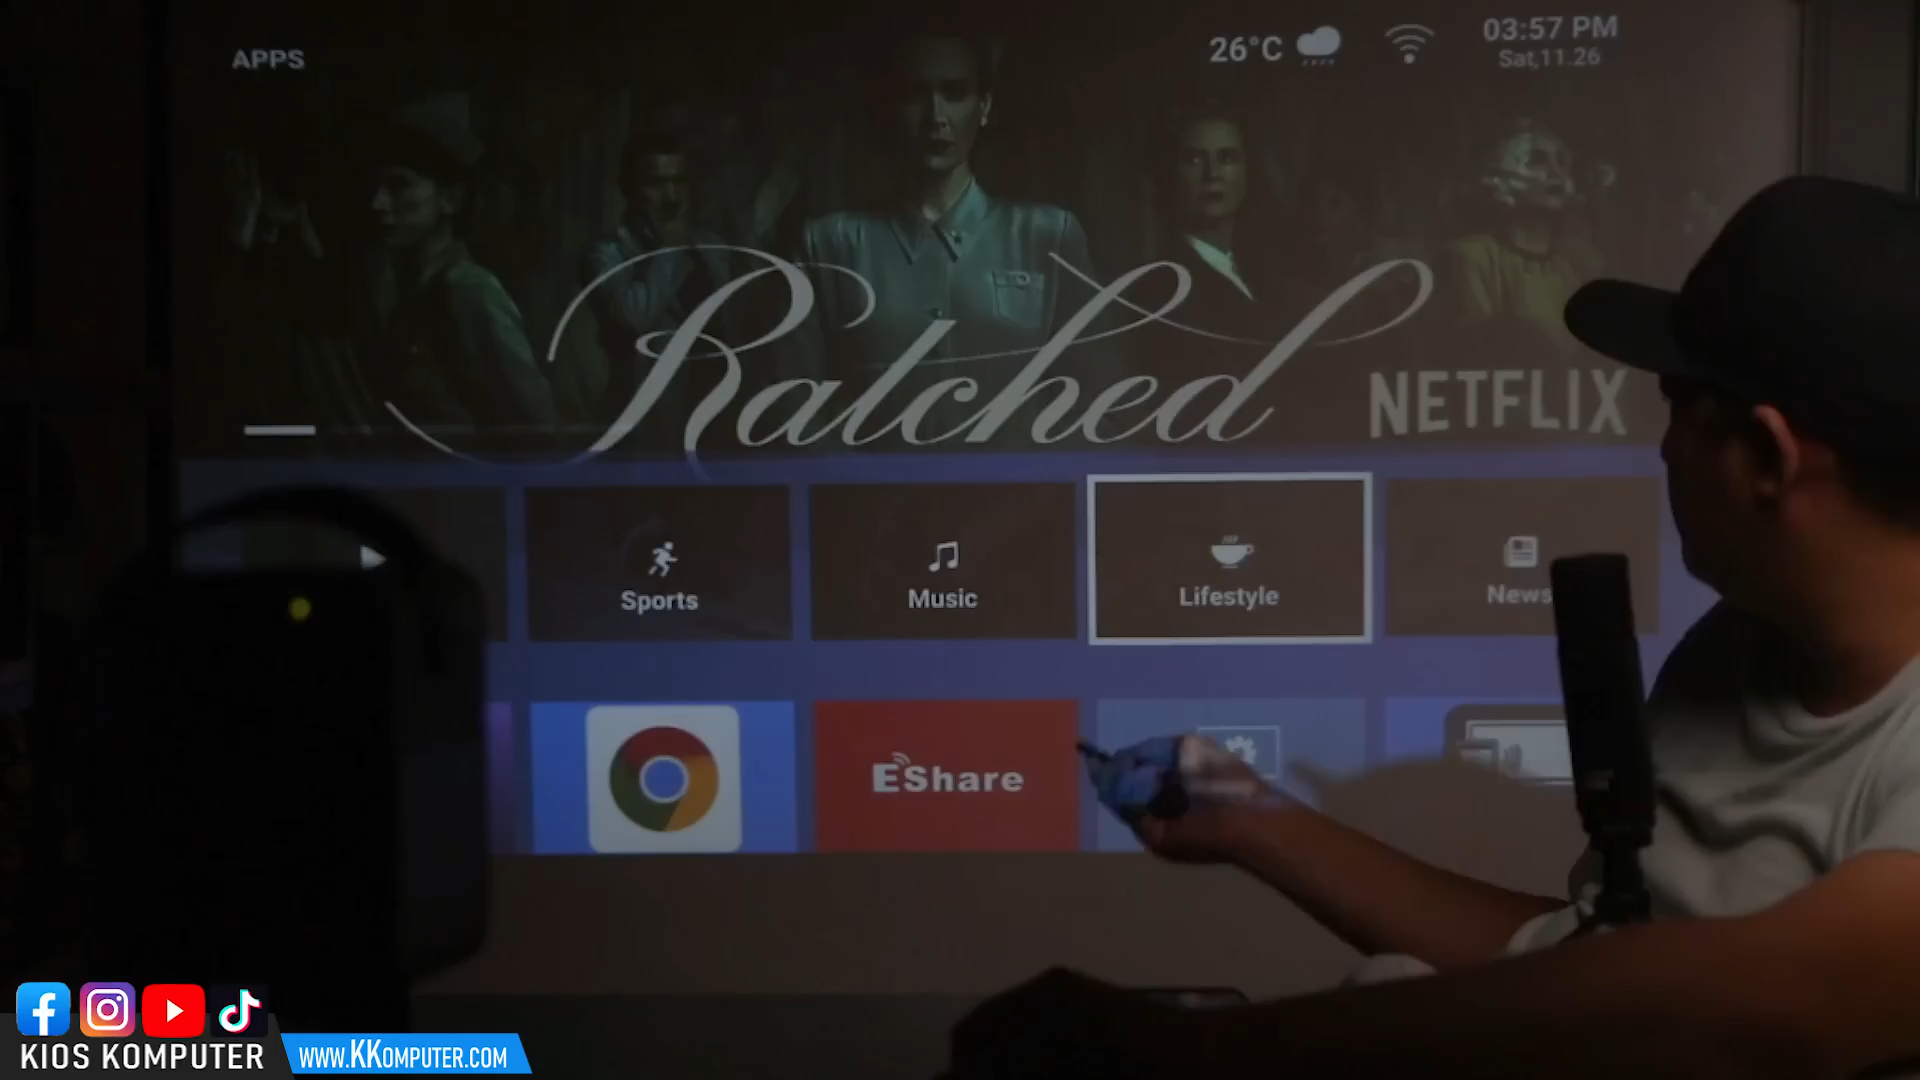 APPS
26°C
03:57 PM
Sat,11.26
Ratched
NETFLIX
Sports
Music
Lifestyle
News
EShare
KIOS KOMPUTER
WWW.KKOMPUTER.COM